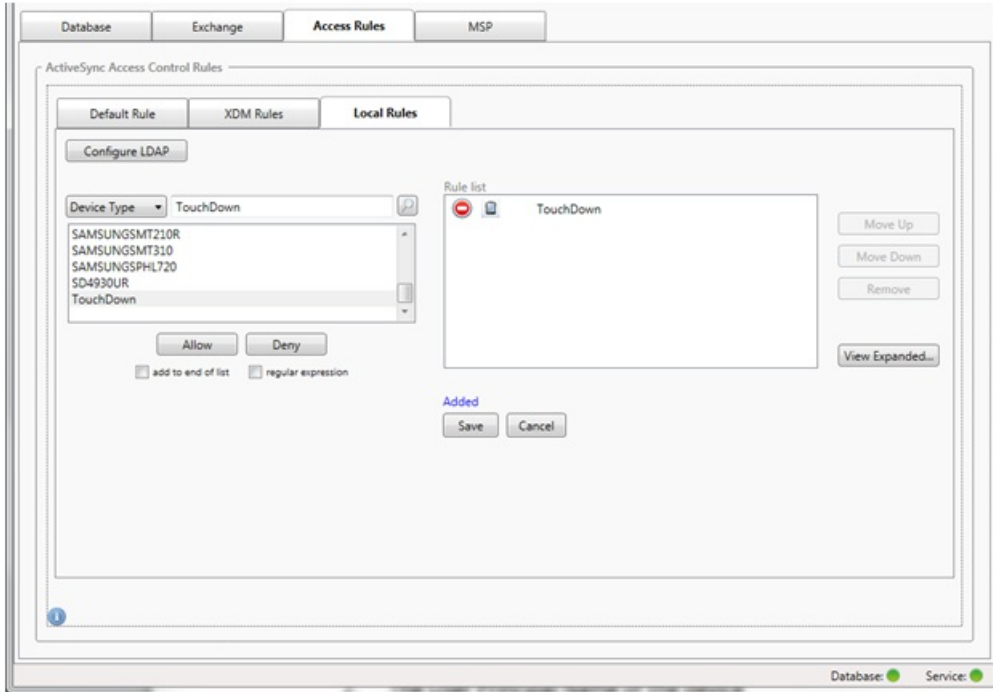 Database Exchange Access Rules MSP
ActiveSync Access Control Rules
Default Rule XDM Rules Local Rules
Configure LDAP
Device Type TouchDown
SAMSUNGSMT210R
SAMSUNGSMT310
SAMSUNGSPHL720
SD4930UR
TouchDown
Allow Deny
add to end of list regular expression
Rule list
TouchDown
Move Up
Move Down
Remove
View Expanded...
Added
Save Cancel
Database: Service: